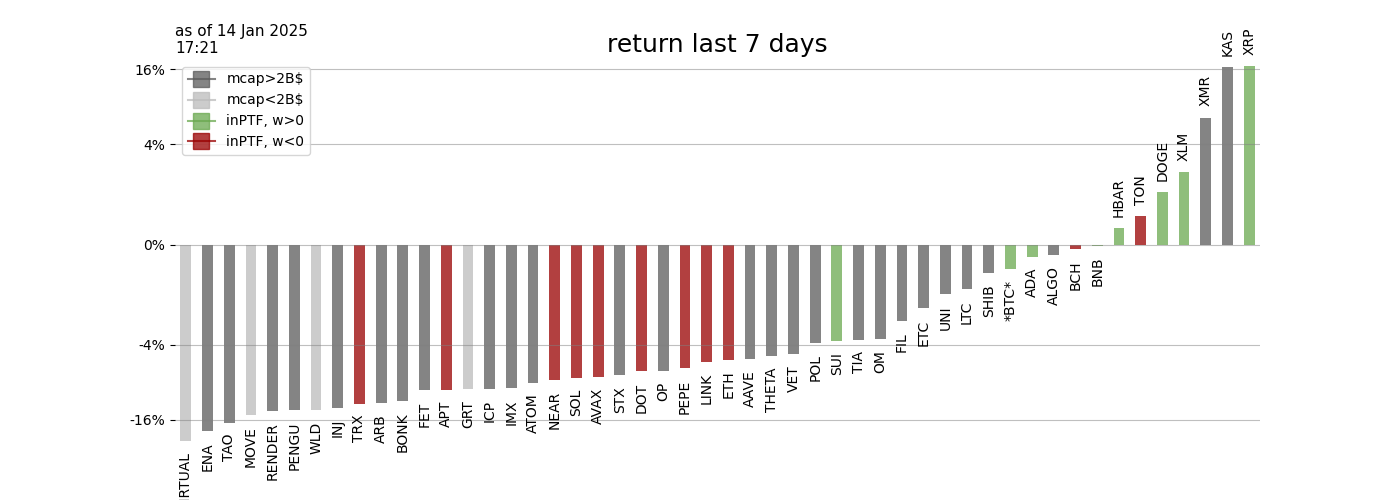 as of 14 Jan 2025
17:21
return last 7 days
mcap>2B$
mcap<2B$
inPTF, w>0
inPTF, w<0
16%
4%
0%
-4%
-16%
RTUAL
ENA
TAO
MOVE
RENDER
PENGU
WLD
INJ
TRX
ARB
BONK
FET
APT
GRT
ICP
IMX
ATOM
NEAR
SOL
AVAX
STX
DOT
OP
PEPE
LINK
ETH
AAVE
THETA
VET
POL
SUI
TIA
OM
FIL
ETC
UNI
LTC
SHIB
*BTC*
ADA
ALGO
BCH
BNB
HBAR
TON
DOGE
XLM
XMR
KAS
XRP